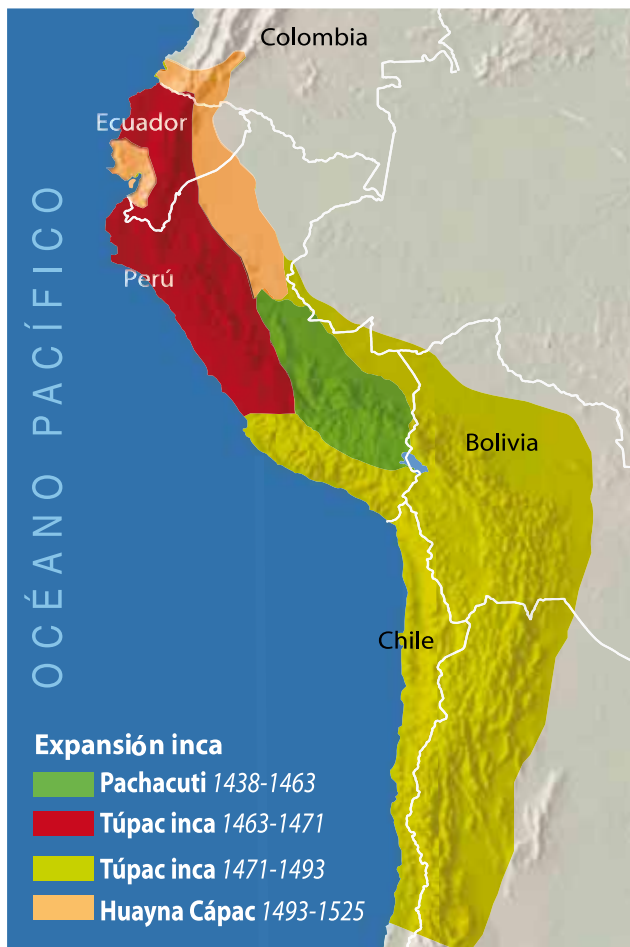 Colombia
Ecuador
Perú
OCÉANO PACÍFICO
Bolivia
Chile
Expansión inca
Pachacuti 1438-1463
Túpac inca 1463-1471
Túpac inca 1471-1493
Huayna Cápac 1493-1525